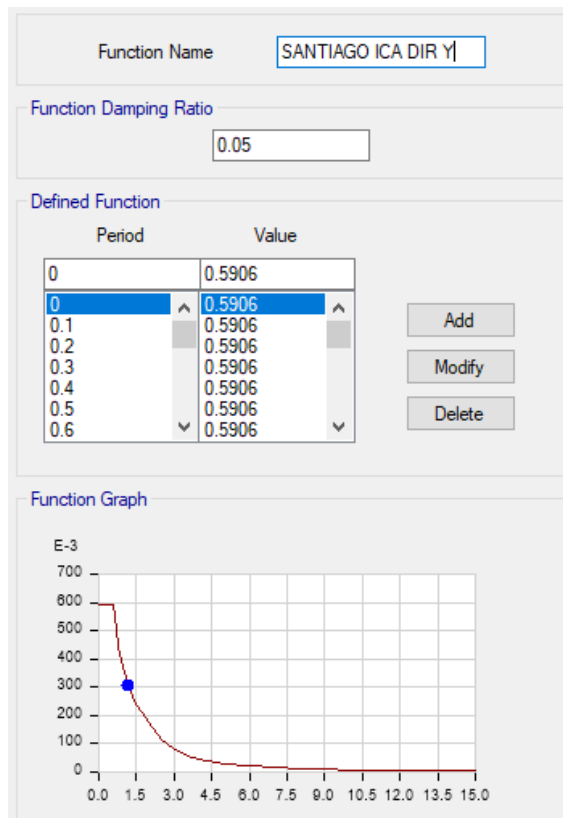 Function Name SANTIAGO ICA DIR Y
Function Damping Ratio
0.05
Defined Function
Period Value
0 0.5906
0 0.5906
0.1 0.5906
0.2 0.5906
0.3 0.5906
0.4 0.5906
0.5 0.5906
0.6 0.5906
Add
Modify
Delete
Function Graph
E-3
700
600
500
400
300
200
100
0
0.0 1.5 3.0 4.5 6.0 7.5 9.0 10.5 12.0 13.5 15.0